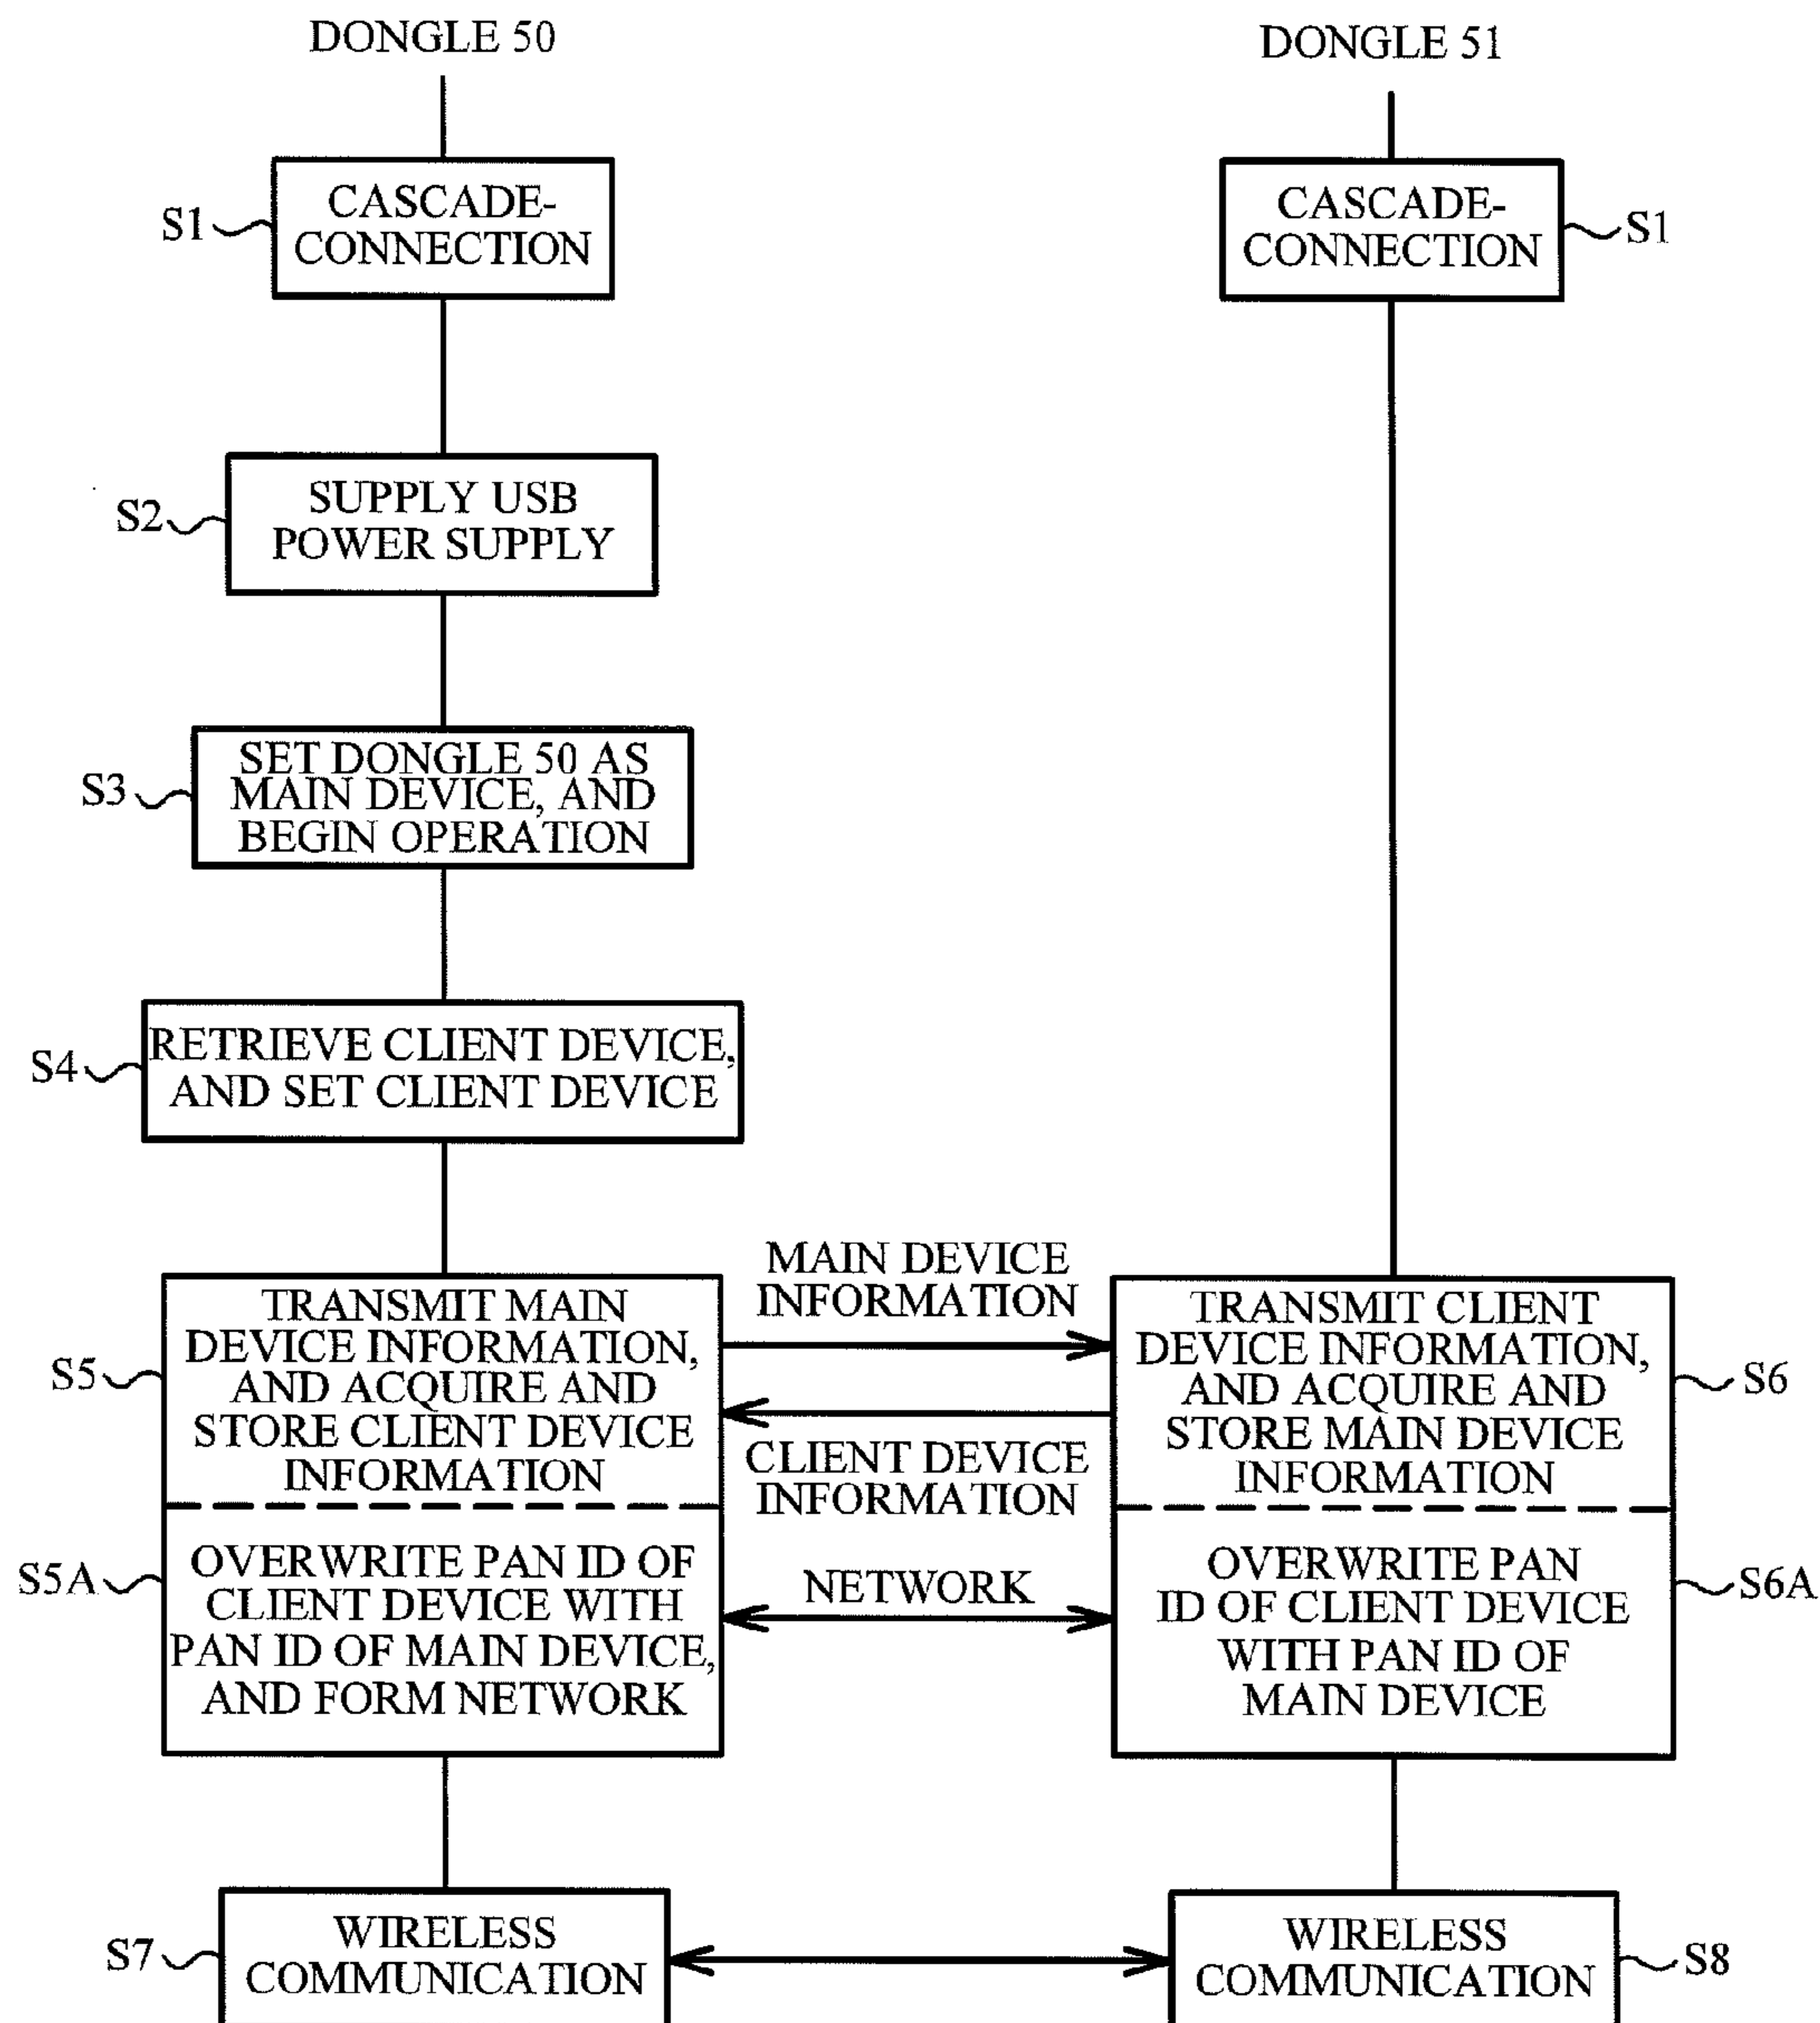 DONGLE 50
DONGLE 51
S1
CASCADE-
CONNECTION
CASCADE-
CONNECTION
S1
S2
SUPPLY USB
POWER SUPPLY
S3
SET DONGLE 50 AS
MAIN DEVICE, AND
BEGIN OPERATION
S4
RETRIEVE CLIENT DEVICE,
AND SET CLIENT DEVICE
S5
TRANSMIT MAIN
DEVICE INFORMATION,
AND ACQUIRE AND
STORE CLIENT DEVICE
INFORMATION
MAIN DEVICE
INFORMATION
CLIENT DEVICE
INFORMATION
TRANSMIT CLIENT
DEVICE INFORMATION,
AND ACQUIRE AND
STORE MAIN DEVICE
INFORMATION
S6
S5A
OVERWRITE PAN ID OF
CLIENT DEVICE WITH
PAN ID OF MAIN DEVICE,
AND FORM NETWORK
NETWORK
OVERWRITE PAN
ID OF CLIENT DEVICE
WITH PAN ID OF
MAIN DEVICE
S6A
S7
WIRELESS
COMMUNICATION
WIRELESS
COMMUNICATION
S8